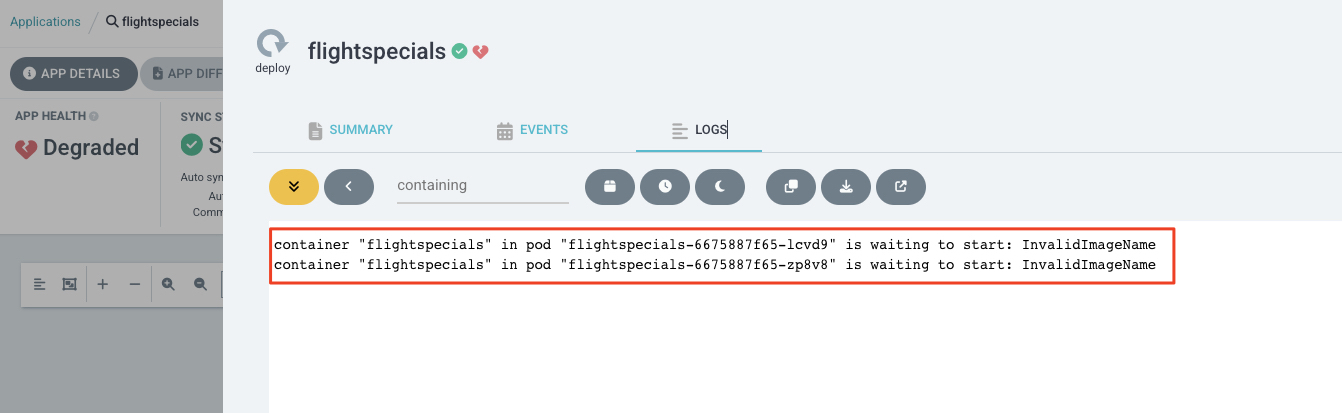 Applications / flightspecials
APP DETAILS
APP DIFF
APP HEALTH
Degraded
SYNC S
S
Auto syn
Au
Comm
deploy
flightspecials
SUMMARY
EVENTS
LOGS
containing
container "flightspecials" in pod "flightspecials-6675887f65-lcvd9" is waiting to start: InvalidImageName
container "flightspecials" in pod "flightspecials-6675887f65-zp8v8" is waiting to start: InvalidImageName